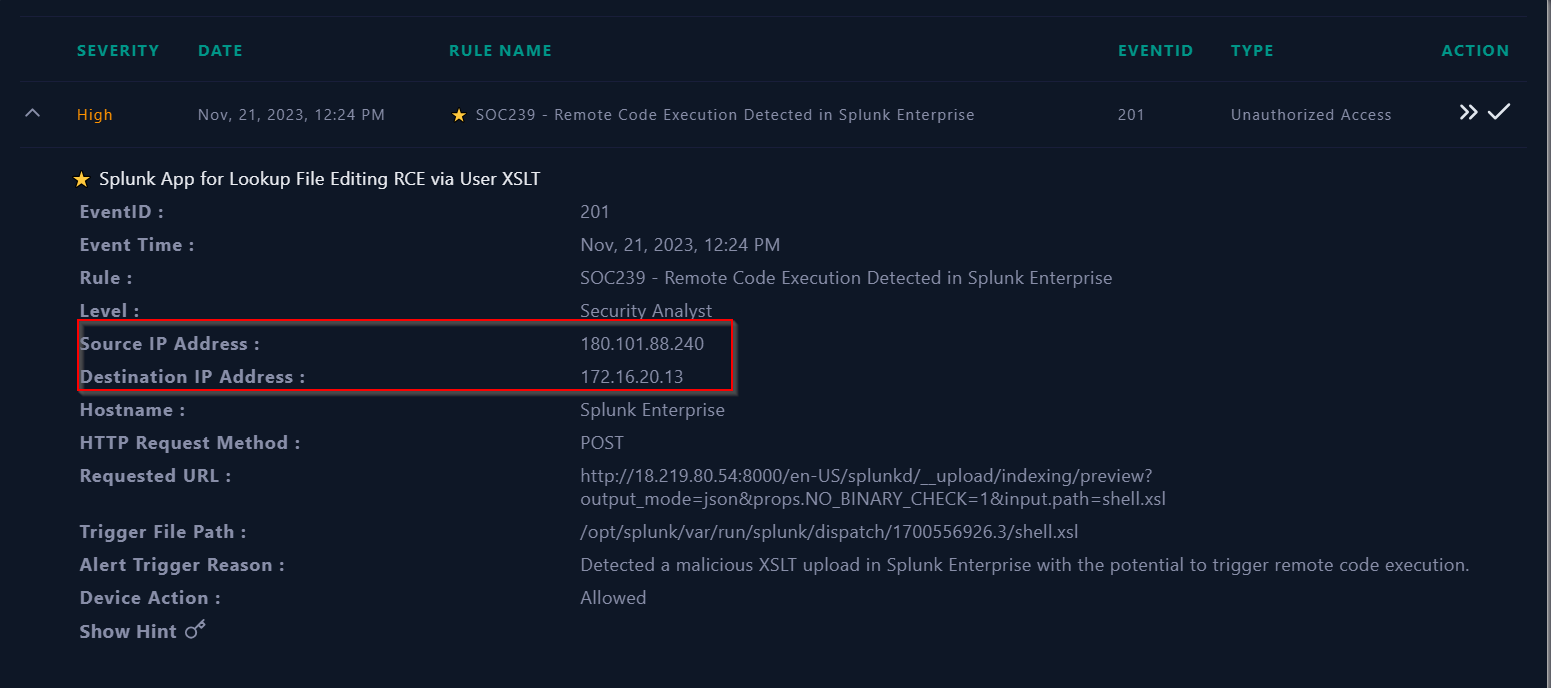 SEVERITY DATE RULE NAME EVENTID TYPE ACTION
High Nov, 21, 2023, 12:24 PM SOC239 - Remote Code Execution Detected in Splunk Enterprise 201 Unauthorized Access
Splunk App for Lookup File Editing RCE via User XSLT
EventID : 201
Event Time : Nov, 21, 2023, 12:24 PM
Rule : SOC239 - Remote Code Execution Detected in Splunk Enterprise
Level : Security Analyst
Source IP Address : 180.101.88.240
Destination IP Address : 172.16.20.13
Hostname : Splunk Enterprise
HTTP Request Method : POST
Requested URL : http://18.219.80.54:8000/en-US/splunkd/__upload/indexing/preview?
output_mode=json&props.NO_BINARY_CHECK=1&input.path=shell.xsl
Trigger File Path : /opt/splunk/var/run/splunk/dispatch/1700556926.3/shell.xsl
Alert Trigger Reason : Detected a malicious XSLT upload in Splunk Enterprise with the potential to trigger remote code execution.
Device Action : Allowed
Show Hint